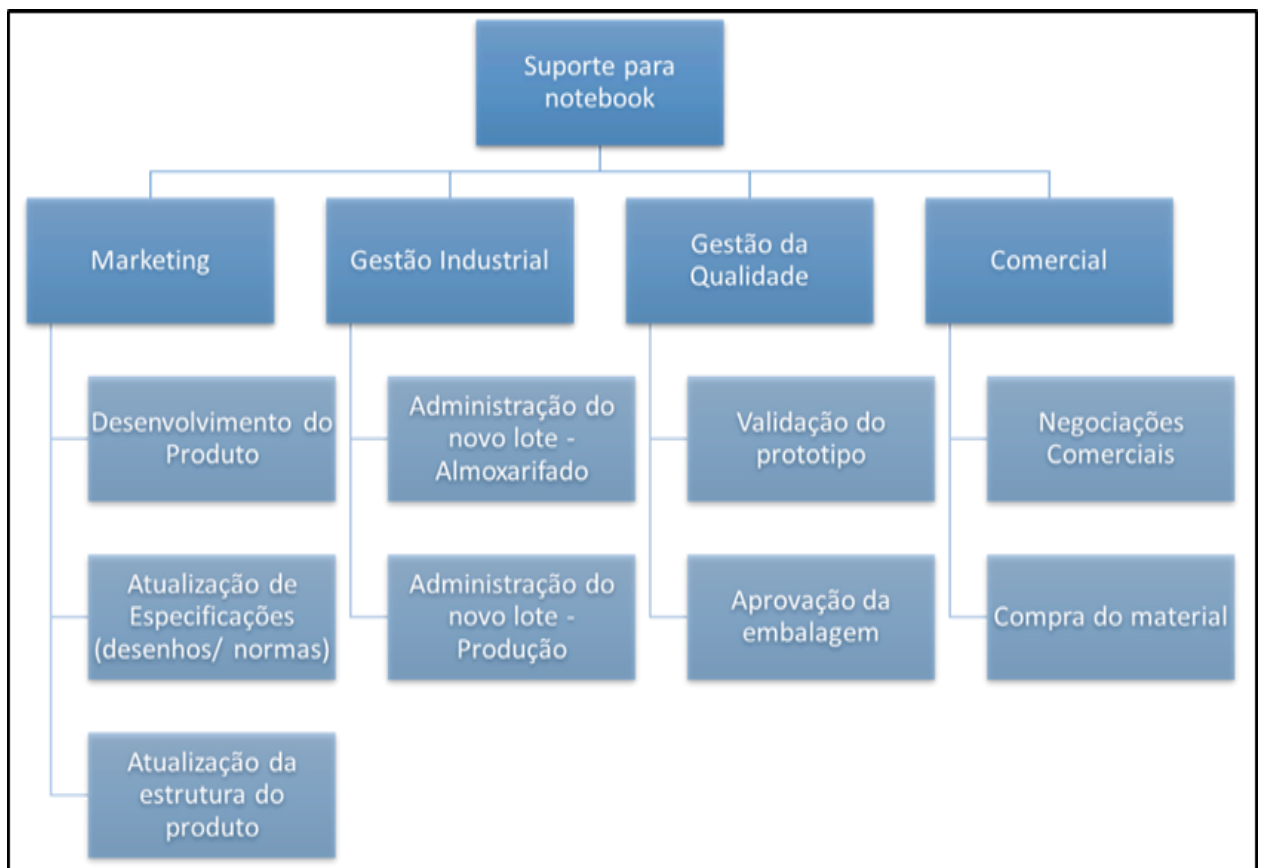 Suporte para
notebook
Marketing
Gestão Industrial
Gestão da
Qualidade
Comercial
Desenvolvimento do
Produto
Administração do
novo lote -
Almoxarifado
Validação do
prototipo
Negociações
Comerciais
Atualização de
Especificações
(desenhos/ normas)
Administração do
novo lote -
Produção
Aprovação da
embalagem
Compra do material
Atualização da
estrutura do
produto